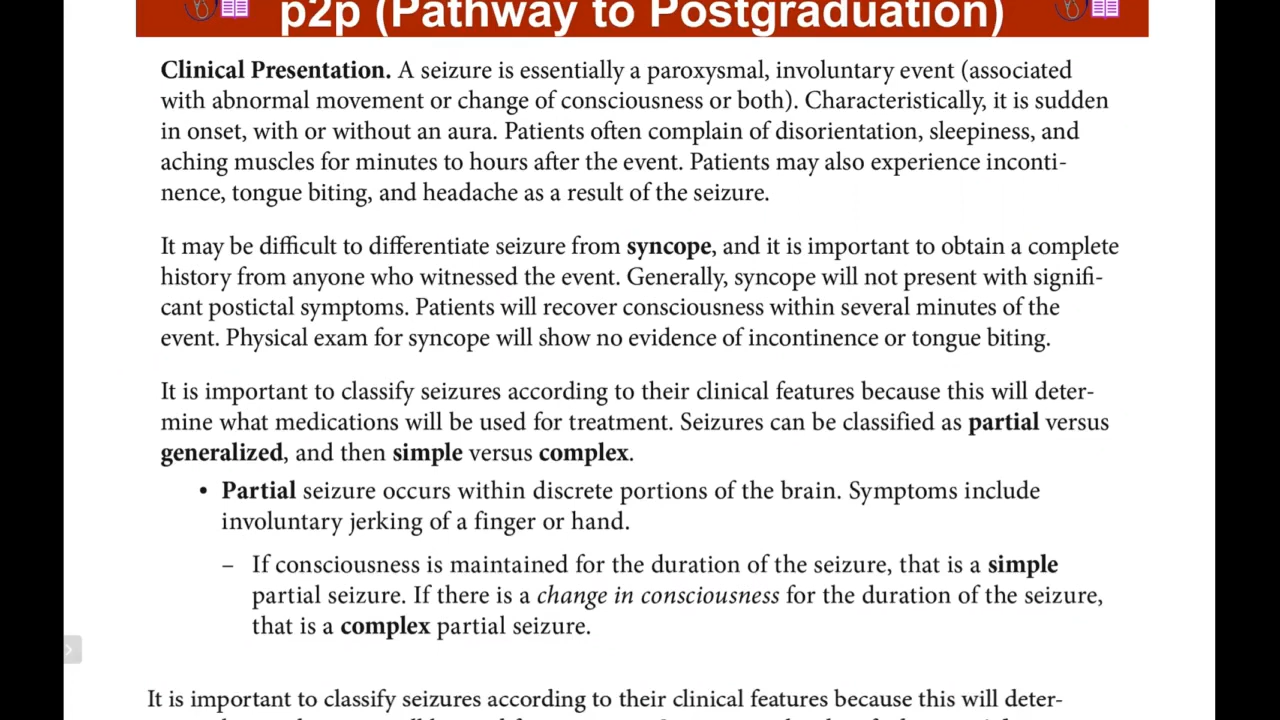 p2p (Pathway to Postgraduation)
Clinical Presentation. A seizure is essentially a paroxysmal, involuntary event (associated
with abnormal movement or change of consciousness or both). Characteristically, it is sudden
in onset, with or without an aura. Patients often complain of disorientation, sleepiness, and
aching muscles for minutes to hours after the event. Patients may also experience inconti-
nence, tongue biting, and headache as a result of the seizure.
It may be difficult to differentiate seizure from syncope, and it is important to obtain a complete
history from anyone who witnessed the event. Generally, syncope will not present with signifi-
cant postictal symptoms. Patients will recover consciousness within several minutes of the
event. Physical exam for syncope will show no evidence of incontinence or tongue biting.
It is important to classify seizures according to their clinical features because this will deter-
mine what medications will be used for treatment. Seizures can be classified as partial versus
generalized, and then simple versus complex.
• Partial seizure occurs within discrete portions of the brain. Symptoms include
involuntary jerking of a finger or hand.
– If consciousness is maintained for the duration of the seizure, that is a simple
partial seizure. If there is a change in consciousness for the duration of the seizure,
that is a complex partial seizure.
It is important to classify seizures according to their clinical features because this will deter-